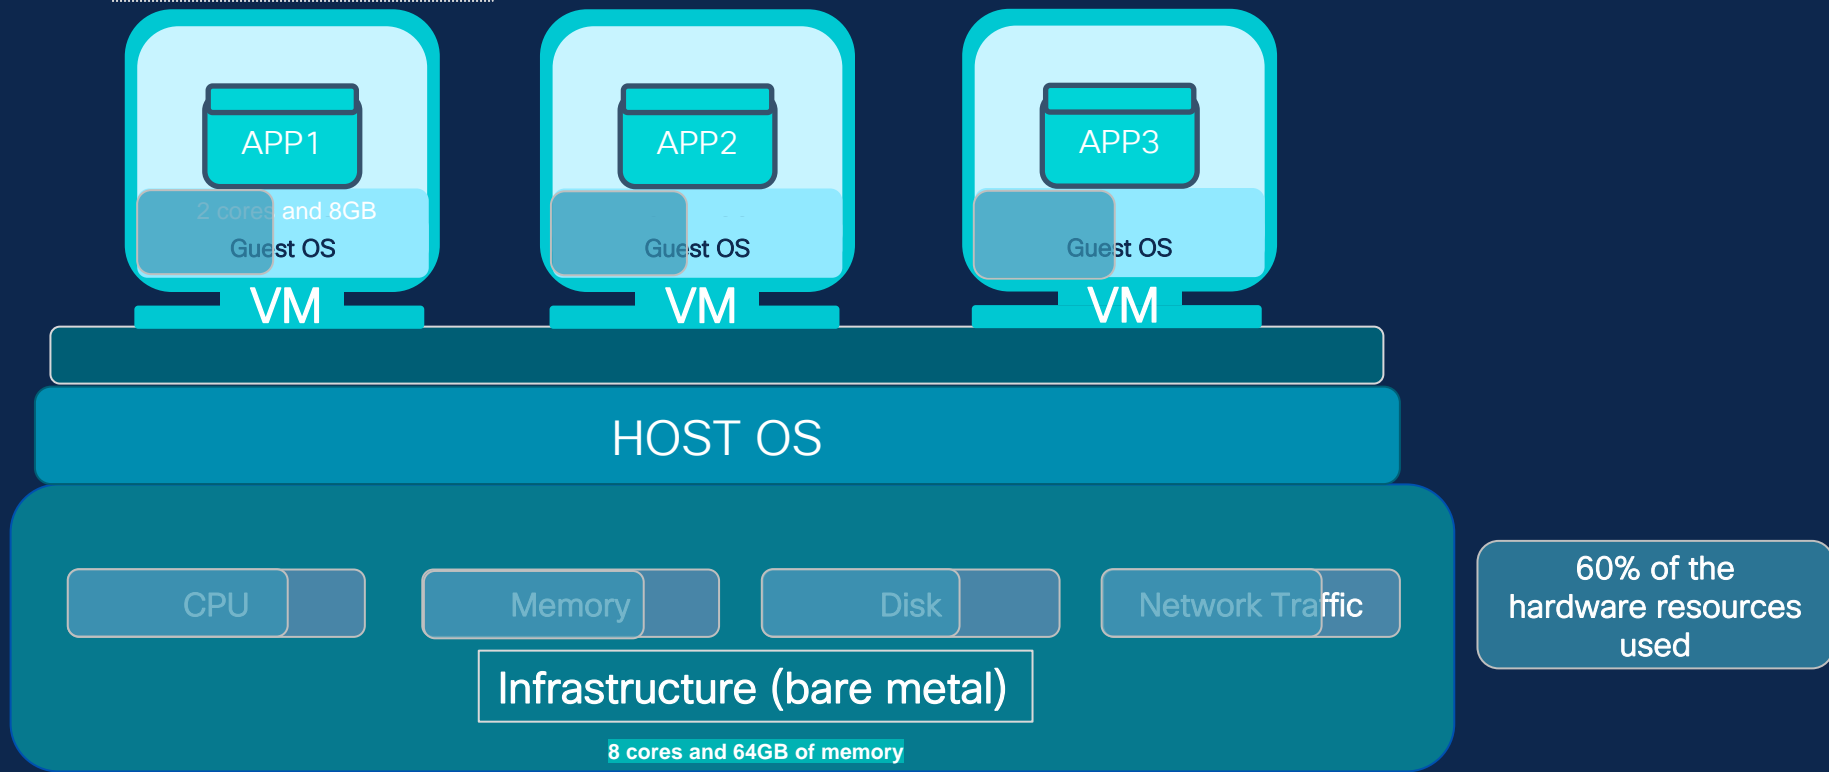 APP1
APP2
APP3
2 cores and 8GB
Guest OS
Guest OS
Guest OS
VM
VM
VM
HOST OS
CPU
Memory
Disk
Network Traffic
60% of the
hardware resources
used
Infrastructure (bare metal)
8 cores and 64GB of memory